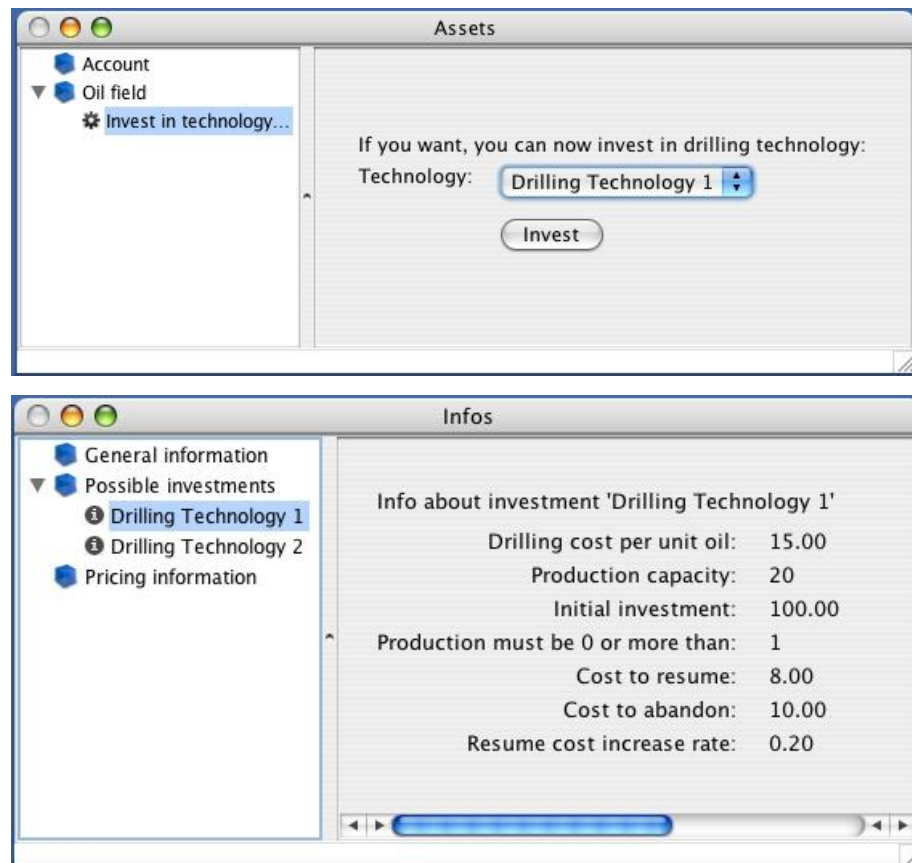 Assets
Account
Oil field
Invest in technology...
If you want, you can now invest in drilling technology:
Technology: Drilling Technology 1
Invest
Infos
General information
Possible investments
Drilling Technology 1
Drilling Technology 2
Pricing information
Info about investment 'Drilling Technology 1'
Drilling cost per unit oil: 15.00
Production capacity: 20
Initial investment: 100.00
Production must be 0 or more than: 1
Cost to resume: 8.00
Cost to abandon: 10.00
Resume cost increase rate: 0.20